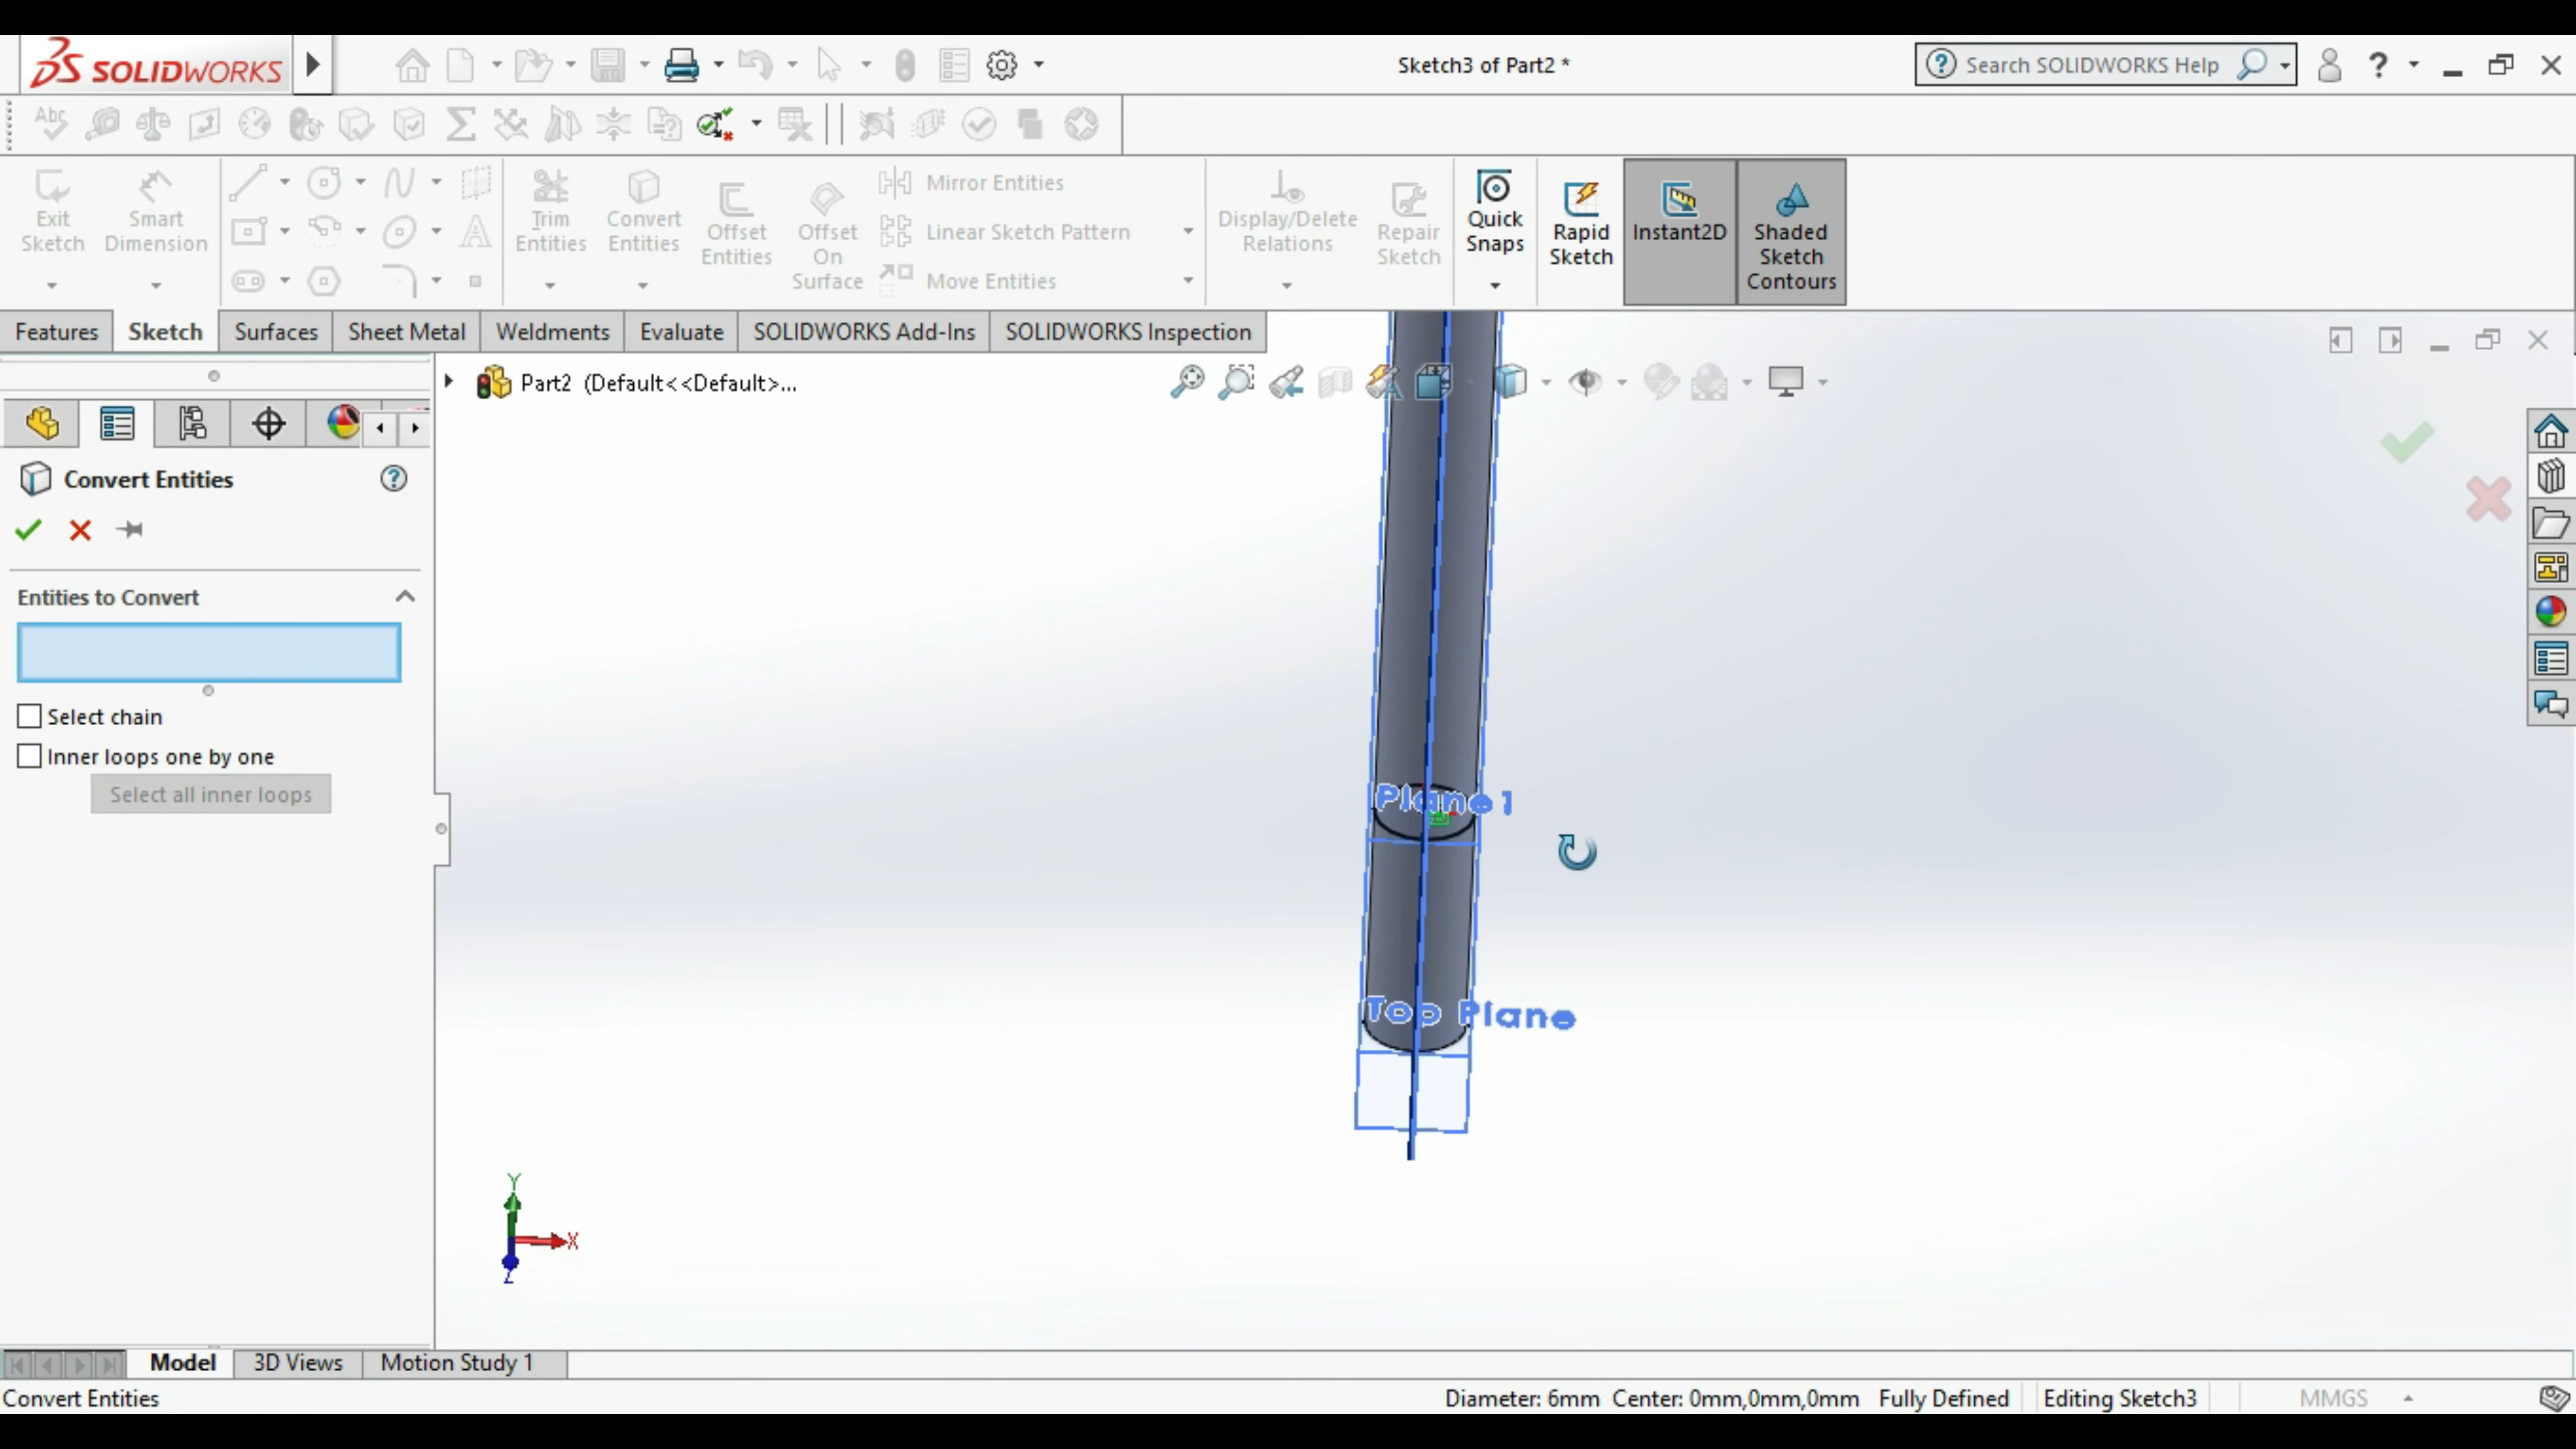 SOLIDWORKS
Sketch3 of Part2 *
Search SOLIDWORKS Help
?
Abc
Exit Sketch
Smart Dimension
Trim Entities
Convert Entities
Offset Entities
Offset On Surface
Mirror Entities
Linear Sketch Pattern
Move Entities
Display/Delete Relations
Repair Sketch
Quick Snaps
Rapid Sketch
Instant2D
Shaded Sketch Contours
Features
Sketch
Surfaces
Sheet Metal
Weldments
Evaluate
SOLIDWORKS Add-Ins
SOLIDWORKS Inspection
Part2 (Default<<Default>...
Convert Entities
Entities to Convert
Select chain
Inner loops one by one
Select all inner loops
Plane1
Top Plane
Y
X
Z
Model
3D Views
Motion Study 1
Convert Entities
Diameter: 6mm Center: 0mm,0mm,0mm
Fully Defined
Editing Sketch3
MMGS